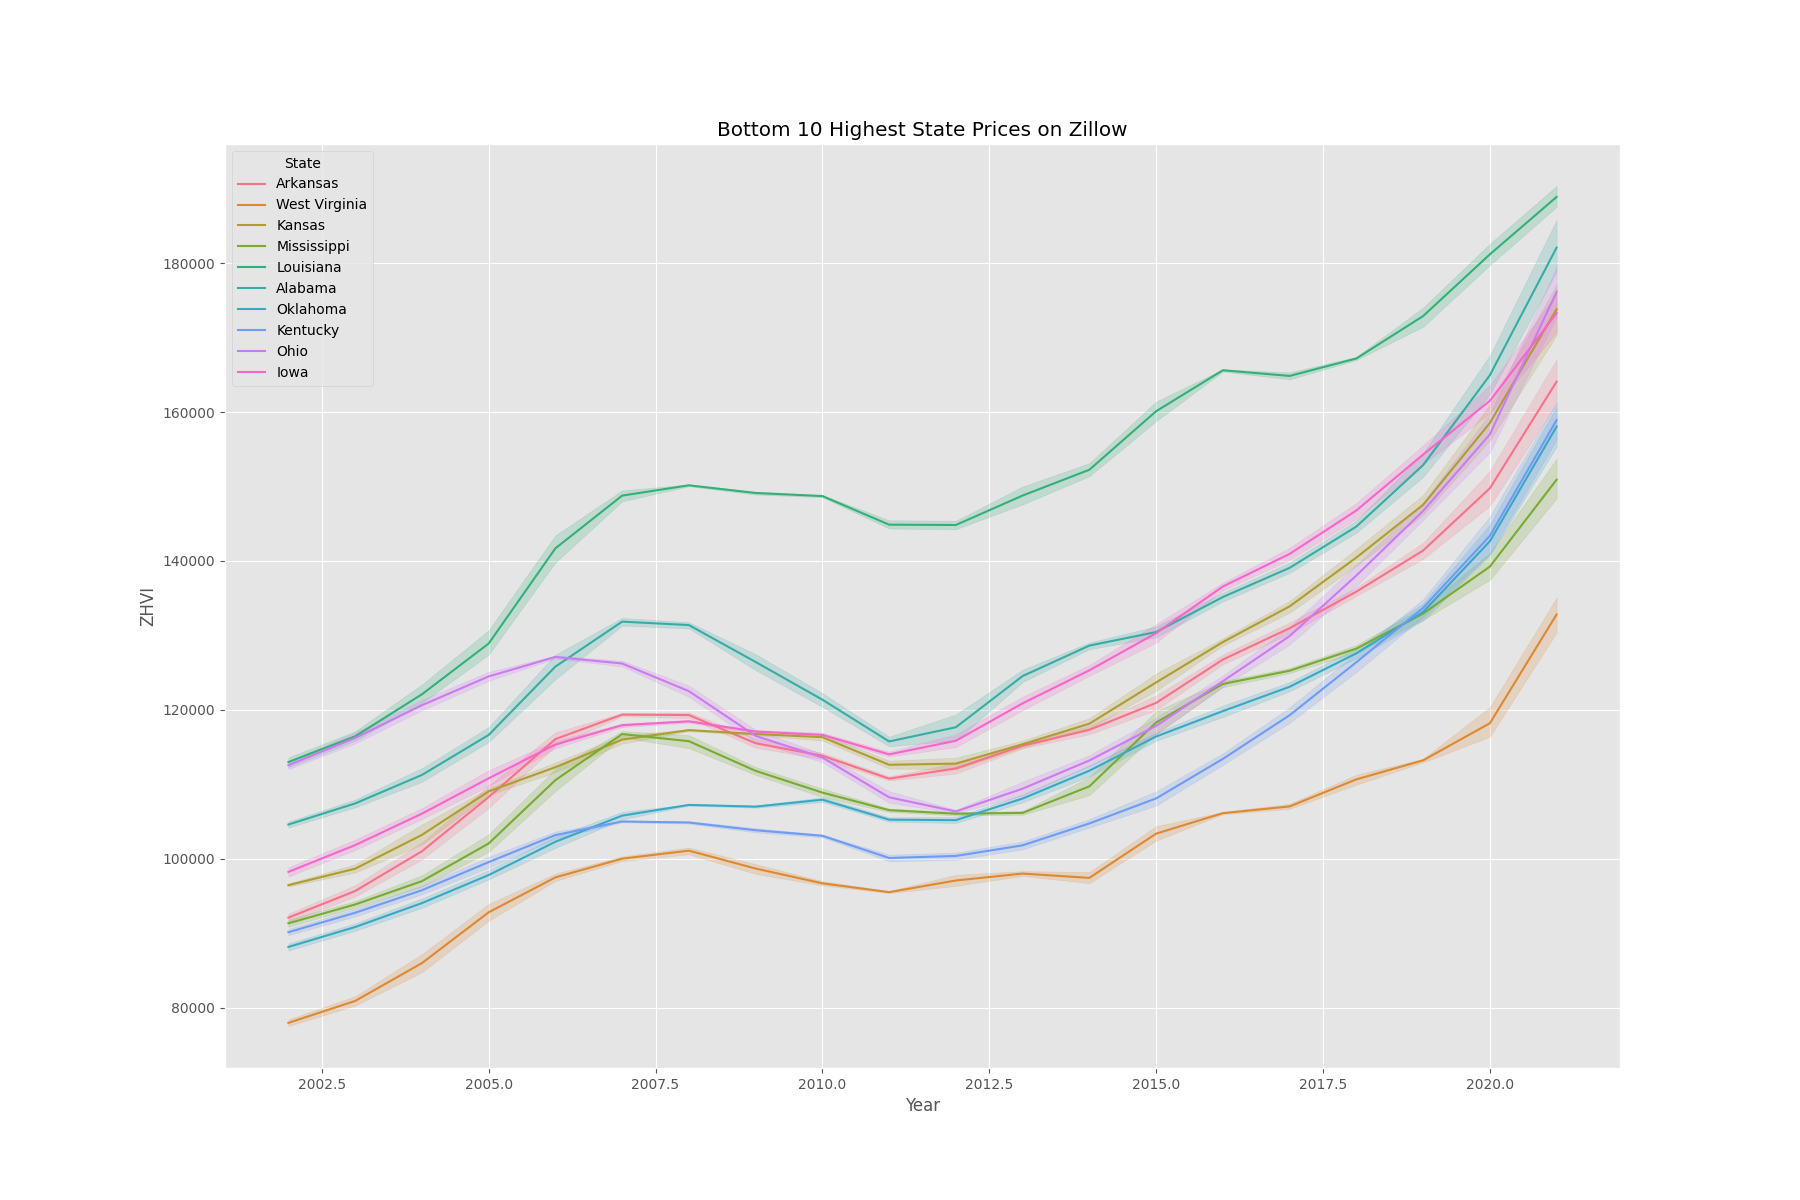 Bottom 10 Highest State Prices on Zillow
State
Arkansas
West Virginia
Kansas
Mississippi
Louisiana
Alabama
Oklahoma
Kentucky
Ohio
Iowa
ZHVI
180000
160000
140000
120000
100000
80000
2002.5 2005.0 2007.5 2010.0 2012.5 2015.0 2017.5 2020.0
Year